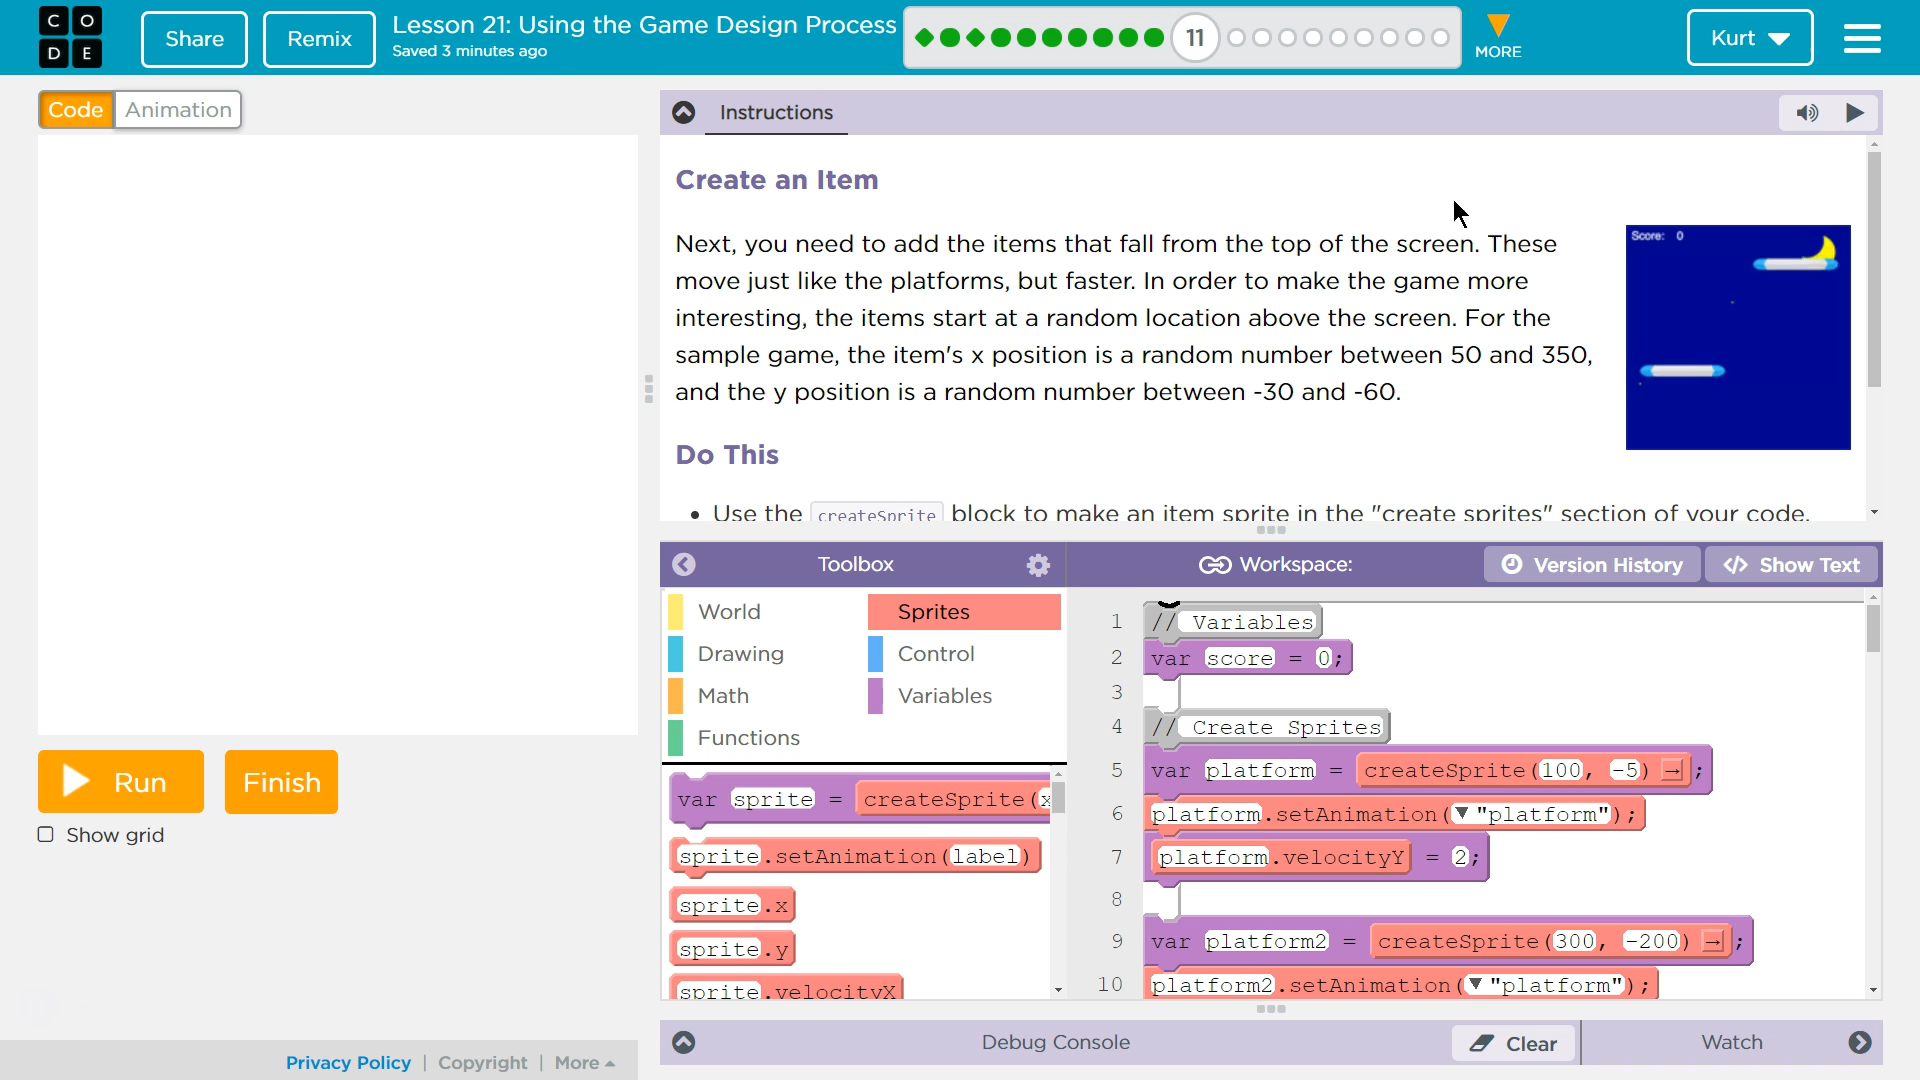 CODE
Share
Remix
Lesson 21: Using the Game Design Process
Saved 3 minutes ago
11
MORE
Kurt
Code
Animation
Instructions
Create an Item
Score: 0
Next, you need to add the items that fall from the top of the screen. These
move just like the platforms, but faster. In order to make the game more
interesting, the items start at a random location above the screen. For the
sample game, the item's x position is a random number between 50 and 350,
and the y position is a random number between -30 and -60.
Do This
• Use the createSprite block to make an item sprite in the "create sprites" section of your code.
Toolbox
Workspace:
Version History
</> Show Text
World
Sprites
Drawing
Control
Math
Variables
Functions
var sprite = createSprite(x
sprite.setAnimation(label)
sprite.x
sprite.y
sprite.velocityX
1 // Variables
2 var score = 0;
3
4 // Create Sprites
5 var platform = createSprite(100, -5) → ;
6 platform.setAnimation(▼ "platform");
7 platform.velocityY = 2;
8
9 var platform2 = createSprite(300, -200) → ;
10 platform2.setAnimation(▼ "platform");
Run
Finish
Show grid
Debug Console
Clear
Watch
Privacy Policy | Copyright | More